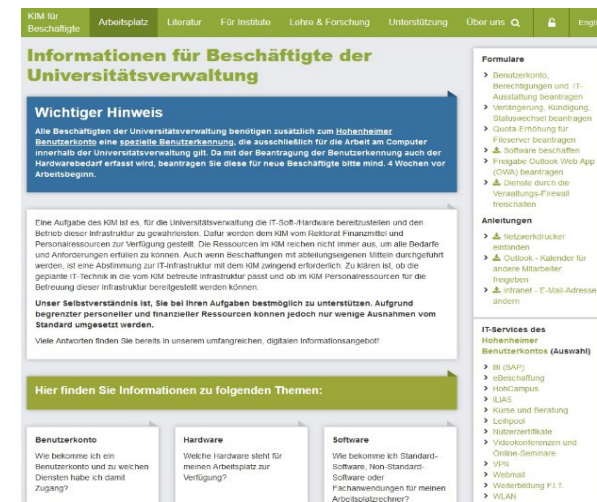 KIM für
Beschäftigte
Arbeitsplatz
Literatur
Für Institute
Lehre & Forschung
Unterstützung
Über uns
Informationen für Beschäftigte der
Universitätsverwaltung
Wichtiger Hinweis
Alle Beschäftigten der Universitätsverwaltung benötigen zusätzlich zum Hohenheimer
Benutzerkonto eine spezielle Benutzerkennung, die ausschließlich für die Arbeit am Computer
innerhalb der Universitätsverwaltung gilt. Da mit der Beantragung der Benutzerkennung auch der
Hardwarebedarf erfasst wird, beantragen Sie diese für neue Beschäftigte bitte mind. 4 Wochen vor
Arbeitsbeginn.
Eine Aufgabe des KIM ist es, für die Universitätsverwaltung die IT-Soft-/Hardware bereitzustellen und den
Betrieb dieser Infrastruktur zu gewährleisten. Dafür werden dem KIM vom Rektorat Finanzmittel und
Personalressourcen zur Verfügung gestellt. Die Ressourcen im KIM reichen nicht immer aus, um alle Bedarfe
und Anforderungen erfüllen zu können. Auch wenn Beschaffungen mit abteilungseigenen Mitteln durchgeführt
werden, ist eine Abstimmung zur IT-Infrastruktur mit dem KIM zwingend erforderlich. Zu klären ist, ob die
geplante IT-Technik in die vom KIM betreute Infrastruktur passt und ob im KIM Personalressourcen für die
Betreuung dieser Infrastruktur bereitgestellt werden können.
Unser Selbstverständnis ist, Sie bei Ihren Aufgaben bestmöglich zu unterstützen. Aufgrund
begrenzter personeller und finanzieller Ressourcen können jedoch nur wenige Ausnahmen vom
Standard umgesetzt werden.
Viele Antworten finden Sie bereits in unserem umfangreichen, digitalen Informationsangebot!
Hier finden Sie Informationen zu folgenden Themen:
Benutzerkonto
Wie bekomme ich ein
Benutzerkonto und zu welchen
Diensten habe ich damit
Zugang?
Hardware
Welche Hardware steht für
meinen Arbeitsplatz zur
Verfügung?
Software
Wie bekomme ich Standard-
Software, Non-Standard-
Software oder
Fachanwendungen für meinen
Arbeitsplatzrechner?
Formulare
Benutzerkonto,
Berechtigungen und IT-
Ausstattung beantragen
Verlängerung, Kündigung,
Statuswechsel beantragen
Quota-Erhöhung für
Fileserver beantragen
Software beschaffen
Freigabe Outlook Web App
(OWA) beantragen
Dienste durch die
Verwaltungs-Firewall
freischalten
Anleitungen
Netzwerkdrucker
einbinden
Outlook - Kalender für
andere Mitarbeiter
freigeben
Intranet - E-Mail-Adresse
ändern
IT-Services des
Hohenheimer
Benutzerkontos (Auswahl)
BI (SAP)
eBeschaffung
HohCampus
ILIAS
Kurse und Beratung
Leihpool
Nutzerzertifikate
Videokonferenzen und
Online-Seminare
VPN
Webmail
Weiterbildung F.I.T.
WLAN